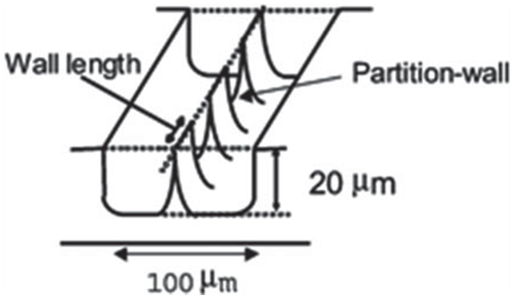 Wall length
Partition-wall
20 μm
100 μm